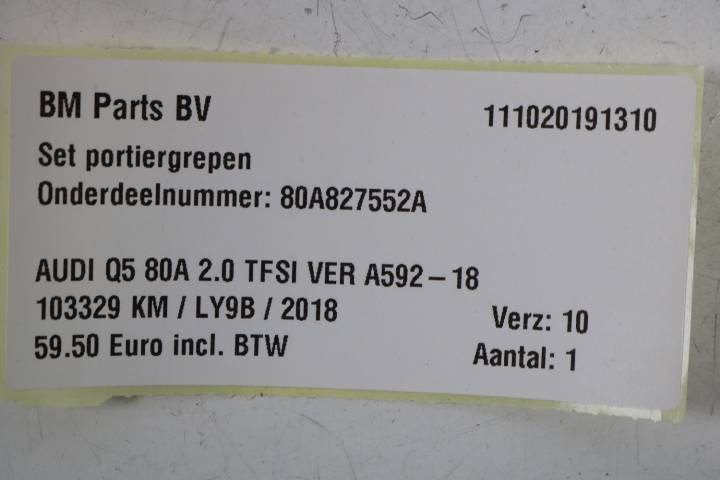 BM Parts BV 111020191310
Set portiergrepen
Onderdeelnummer: 80A827552A
AUDI Q5 80A 2.0 TFSI VER A592-18
103329 KM / LY9B / 2018 Verz: 10
59.50 Euro incl. BTW Aantal: 1